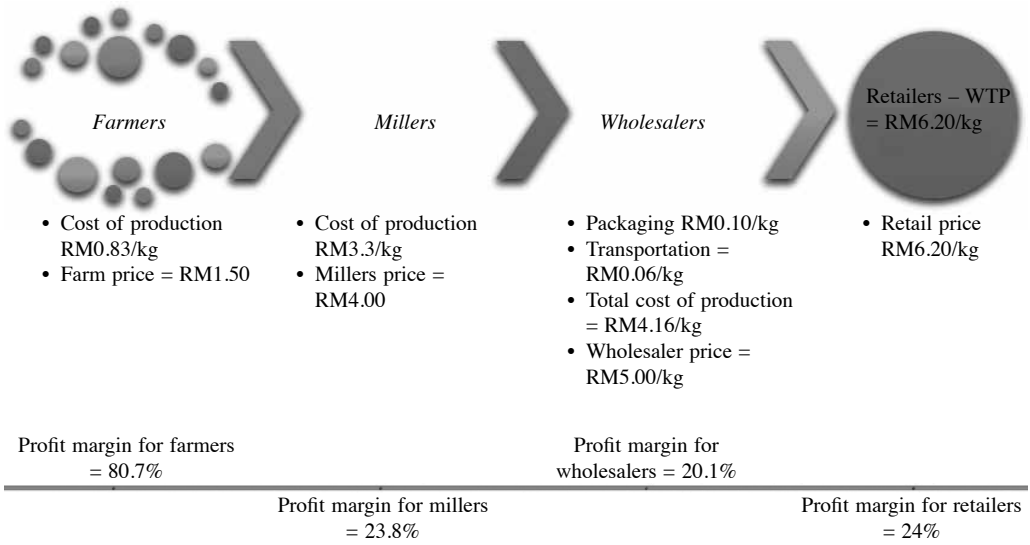 Farmers
Millers
Wholesalers
Retailers – WTP
= RM6.20/kg
• Cost of production
RM0.83/kg
• Farm price = RM1.50
• Cost of production
RM3.3/kg
• Millers price =
RM4.00
• Packaging RM0.10/kg
• Transportation =
RM0.06/kg
• Total cost of production
= RM4.16/kg
• Wholesaler price =
RM5.00/kg
• Retail price
RM6.20/kg
Profit margin for farmers
= 80.7%
Profit margin for
wholesalers = 20.1%
Profit margin for millers
= 23.8%
Profit margin for retailers
= 24%